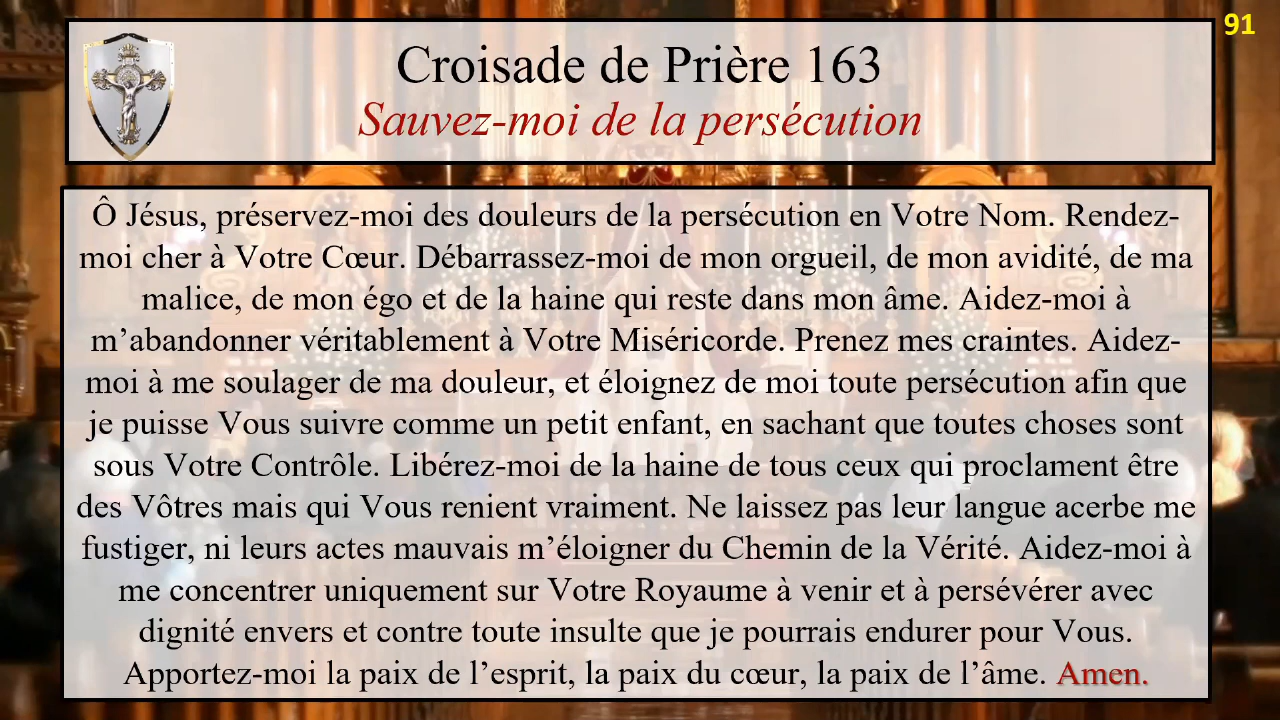 91
Croisade de Prière 163
Sauvez-moi de la persécution
Ô Jésus, préservez-moi des douleurs de la persécution en Votre Nom. Rendez-
moi cher à Votre Cœur. Débarrassez-moi de mon orgueil, de mon avidité, de ma
malice, de mon égo et de la haine qui reste dans mon âme. Aidez-moi à
m’abandonner véritablement à Votre Miséricorde. Prenez mes craintes. Aidez-
moi à me soulager de ma douleur, et éloignez de moi toute persécution afin que
je puisse Vous suivre comme un petit enfant, en sachant que toutes choses sont
sous Votre Contrôle. Libérez-moi de la haine de tous ceux qui proclament être
des Vôtres mais qui Vous renient vraiment. Ne laissez pas leur langue acerbe me
fustiger, ni leurs actes mauvais m’éloigner du Chemin de la Vérité. Aidez-moi à
me concentrer uniquement sur Votre Royaume à venir et à persévérer avec
dignité envers et contre toute insulte que je pourrais endurer pour Vous.
Apportez-moi la paix de l’esprit, la paix du cœur, la paix de l’âme. Amen.